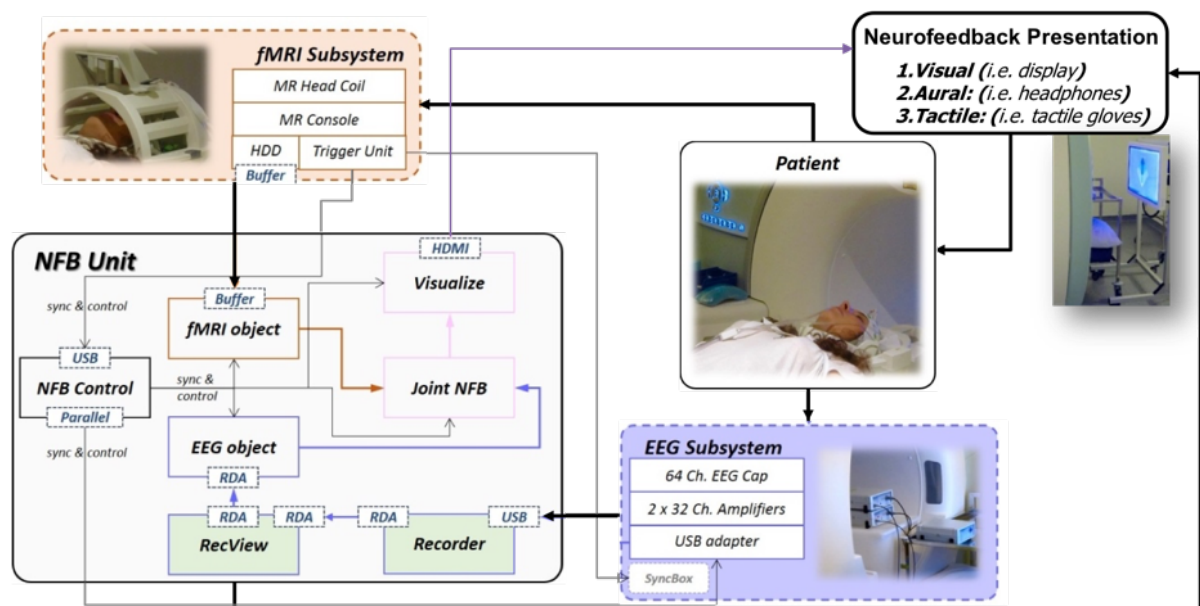 fMRI Subsystem
MR Head Coil
MR Console
HDD
Trigger Unit
Buffer
Neurofeedback Presentation
1.Visual (i.e. display)
2.Aural: (i.e. headphones)
3.Tactile: (i.e. tactile gloves)
Patient
NFB Unit
HDMI
Visualize
sync & control
Buffer
fMRI object
USB
NFB Control
Parallel
sync &
control
Joint NFB
sync & control
EEG object
RDA
RDA
RDA
RDA
USB
RecView
Recorder
EEG Subsystem
64 Ch. EEG Cap
2 x 32 Ch. Amplifiers
USB adapter
SyncBox